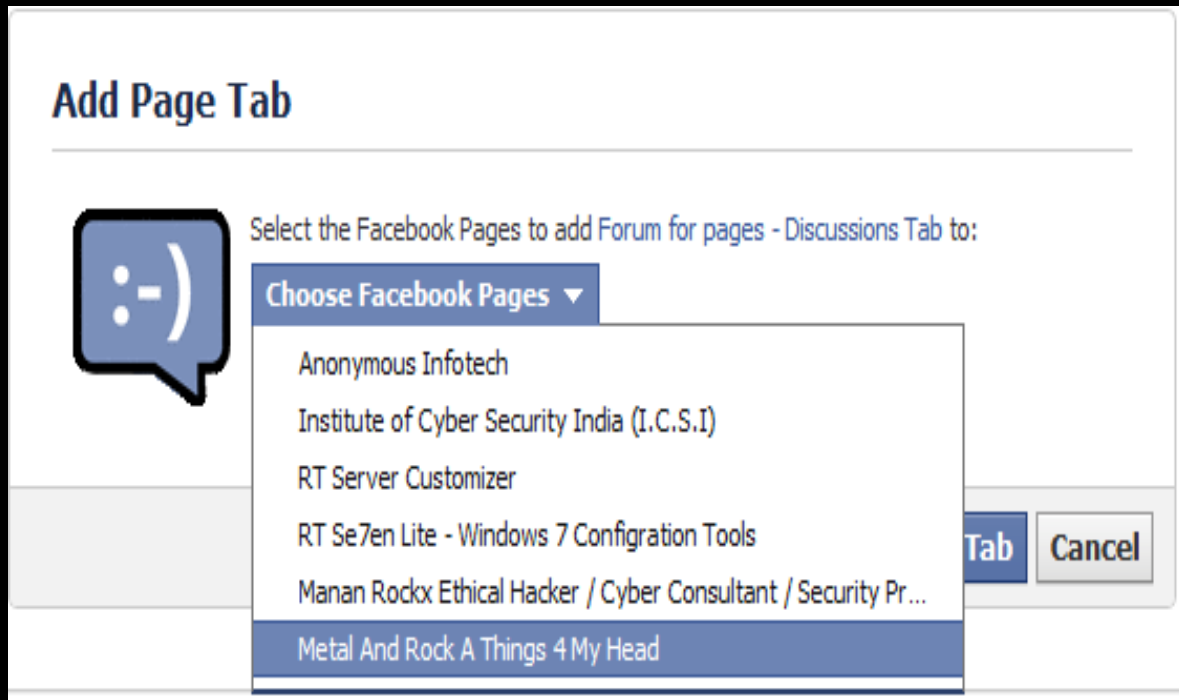 Add Page Tab
:-)
Select the Facebook Pages to add Forum for pages - Discussions Tab to:
Choose Facebook Pages
Anonymous Infotech
Institute of Cyber Security India (I.C.S.I)
RT Server Customizer
RT Se7en Lite - Windows 7 Configration Tools
Manan Rockx Ethical Hacker / Cyber Consultant / Security Pr...
Metal And Rock A Things 4 My Head
Tab Cancel